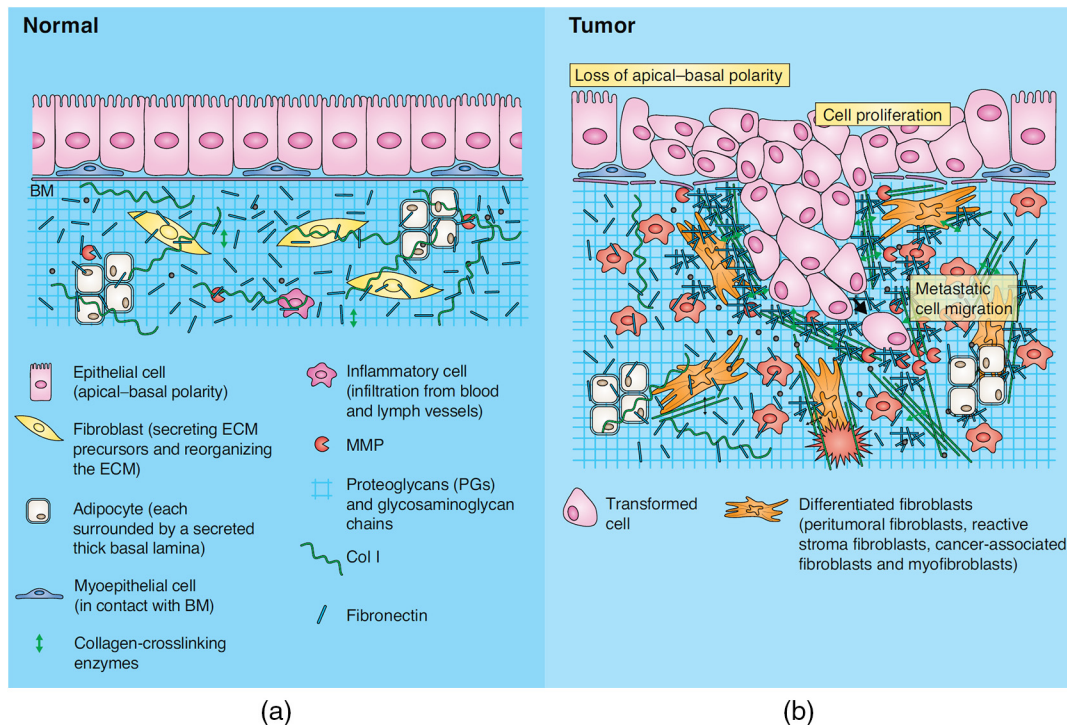 Normal
BM
Epithelial cell
(apical–basal polarity)
Fibroblast (secreting ECM
precursors and reorganizing
the ECM)
Adipocyte (each
surrounded by a secreted
thick basal lamina)
Myoepithelial cell
(in contact with BM)
Collagen-crosslinking
enzymes
Inflammatory cell
(infiltration from blood
and lymph vessels)
MMP
Proteoglycans (PGs)
and glycosaminoglycan
chains
Col I
Fibronectin
(a)
Tumor
Loss of apical–basal polarity
Cell proliferation
Metastatic
cell migration
Transformed
cell
Differentiated fibroblasts
(peritumoral fibroblasts, reactive
stroma fibroblasts, cancer-associated
fibroblasts and myofibroblasts)
(b)